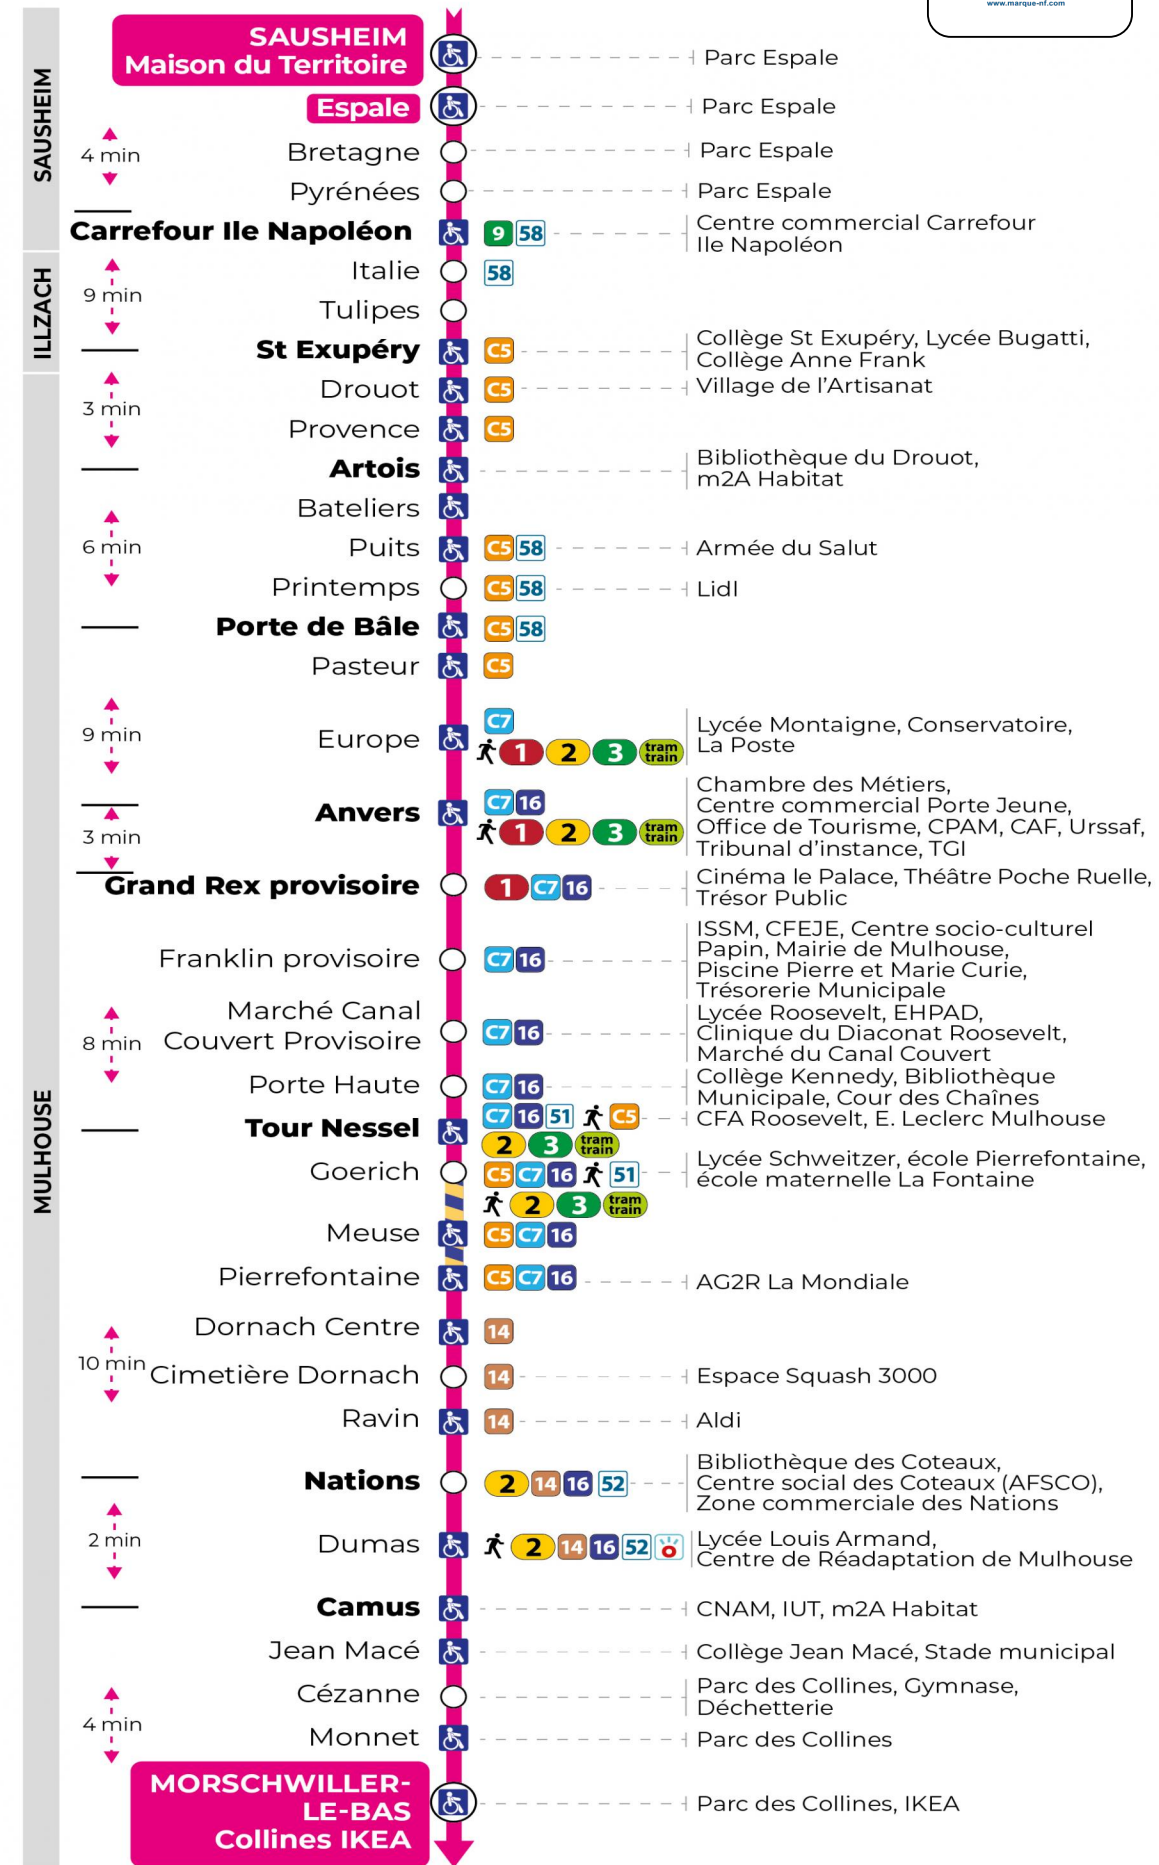 www.marque-nf.com
SAUSHEIM
SAUSHEIM
Maison du Territoire
Parc Espale
Espale
Parc Espale
4 min
Bretagne
Parc Espale
Pyrénées
Parc Espale
Carrefour Ile Napoléon
9 58
Centre commercial Carrefour
Ile Napoléon
ILLZACH
9 min
Italie
58
Tulipes
St Exupéry
C5
Collège St Exupéry, Lycée Bugatti,
Collège Anne Frank
MULHOUSE
3 min
Drouot
C5
Village de l’Artisanat
Provence
C5
Artois
Bibliothèque du Drouot,
m2A Habitat
Bateliers
6 min
Puits
C5 58
Armée du Salut
Printemps
C5 58
Lidl
Porte de Bâle
C5 58
Pasteur
C5
9 min
Europe
C7
1 2 3 tram
train
Lycée Montaigne, Conservatoire,
La Poste
Anvers
C7 16
1 2 3 tram
train
Chambre des Métiers,
Centre commercial Porte Jeune,
Office de Tourisme, CPAM, CAF, Urssaf,
Tribunal d’instance, TGI
3 min
Grand Rex provisoire
1 C7 16
Cinéma le Palace, Théâtre Poche Ruelle,
Trésor Public
Franklin provisoire
C7 16
ISSM, CFEJE, Centre socio-culturel
Papin, Mairie de Mulhouse,
Piscine Pierre et Marie Curie,
Trésorerie Municipale
8 min
Marché Canal
Couvert Provisoire
C7 16
Lycée Roosevelt, EHPAD,
Clinique du Diaconat Roosevelt,
Marché du Canal Couvert
Porte Haute
C7 16
Collège Kennedy, Bibliothèque
Municipale, Cour des Chaînes
Tour Nessel
C7 16 51 C5
2 3 tram
train
CFA Roosevelt, E. Leclerc Mulhouse
Goerich
C5 C7 16 51
2 3 tram
train
Lycée Schweitzer, école Pierrefontaine,
école maternelle La Fontaine
Meuse
C5 C7 16
Pierrefontaine
C5 C7 16
AG2R La Mondiale
Dornach Centre
14
10 min
Cimetière Dornach
14
Espace Squash 3000
Ravin
14
Aldi
Nations
2 14 16 52
Bibliothèque des Coteaux,
Centre social des Coteaux (AFSCO),
Zone commerciale des Nations
2 min
Dumas
2 14 16 52
Lycée Louis Armand,
Centre de Réadaptation de Mulhouse
Camus
CNAM, IUT, m2A Habitat
Jean Macé
Collège Jean Macé, Stade municipal
4 min
Cézanne
Parc des Collines, Gymnase,
Déchetterie
Monnet
Parc des Collines
MORSCHWILLER-
LE-BAS
Collines IKEA
Parc des Collines, IKEA